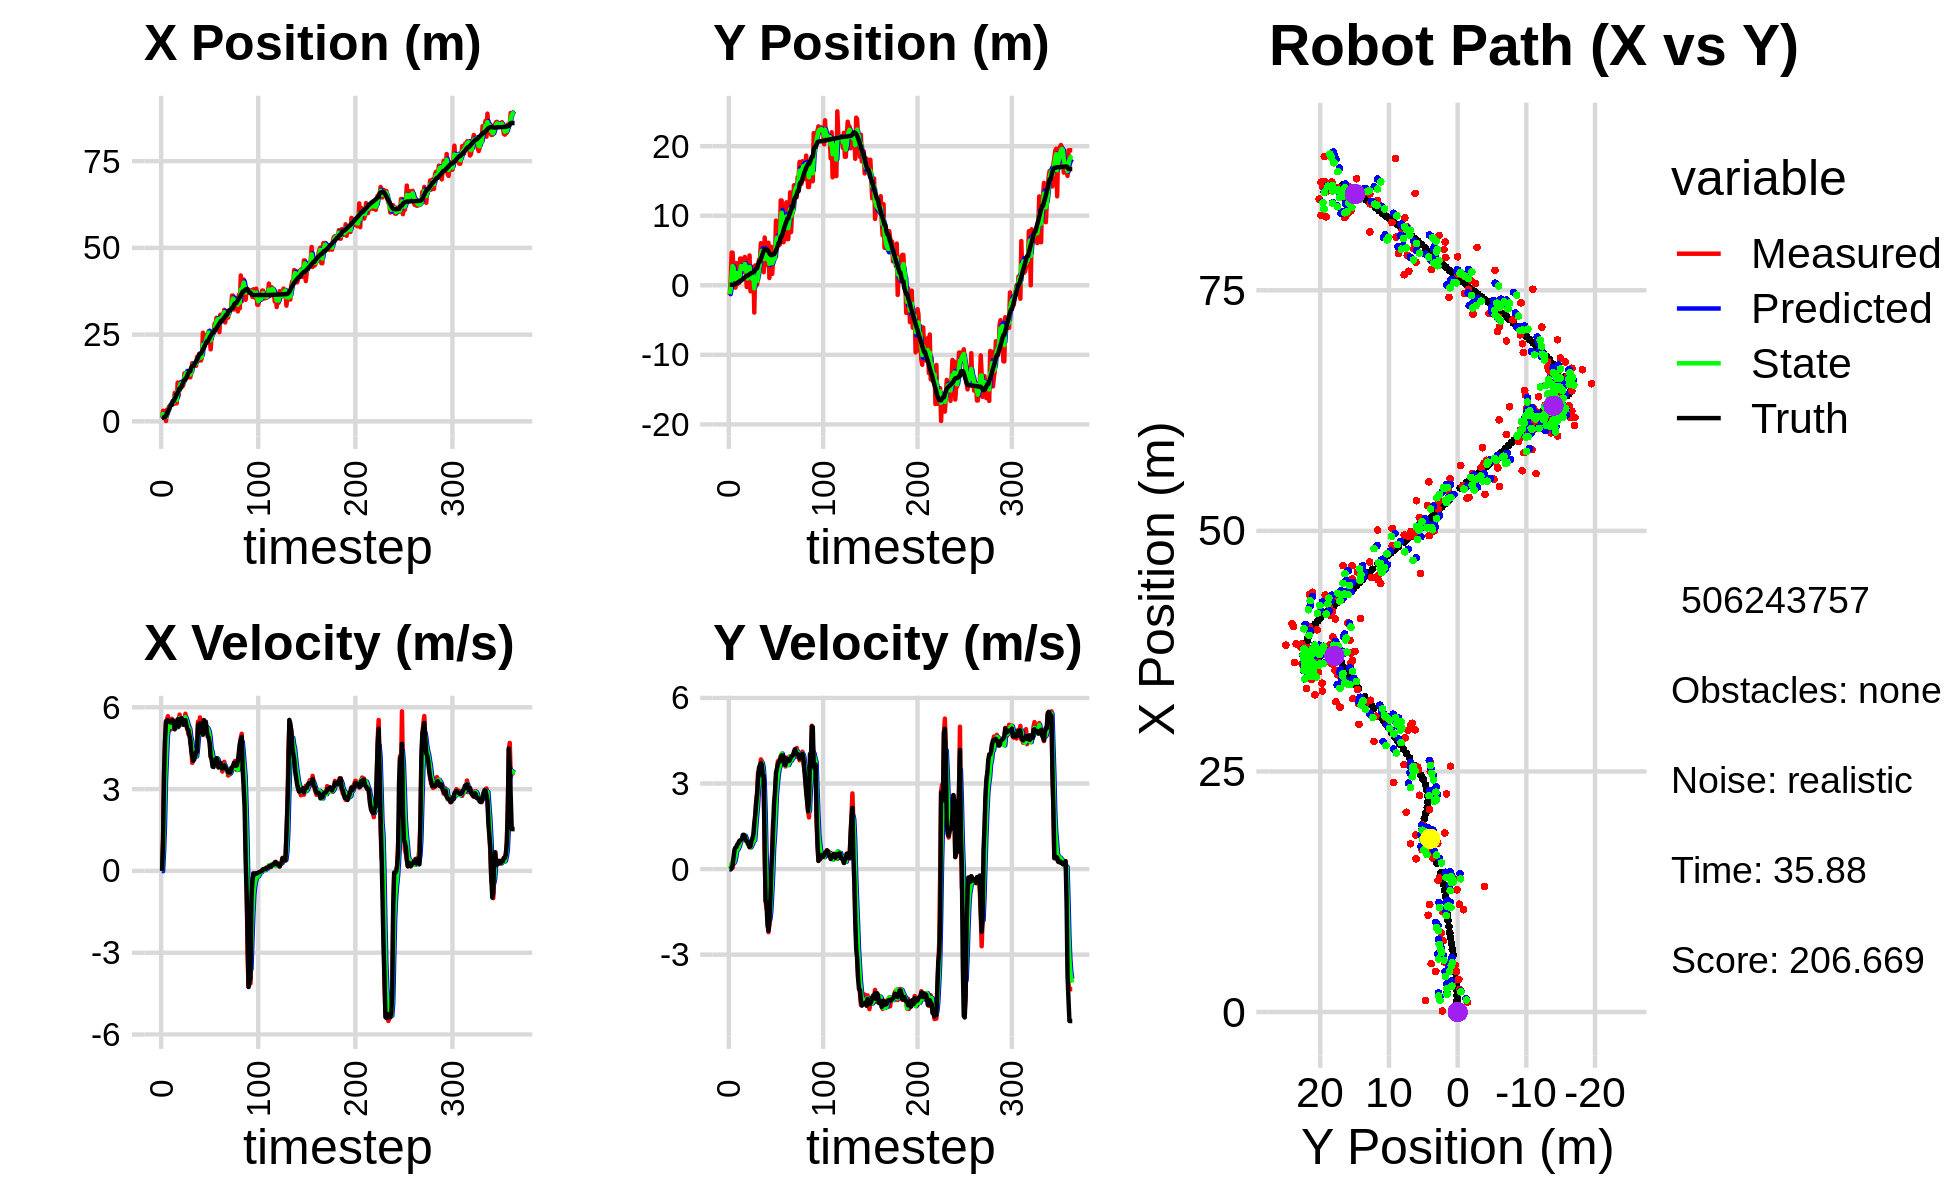 X Position (m)
75
50
25
0
0
100
200
300
timestep
Y Position (m)
20
10
0
-10
-20
0
100
200
300
timestep
X Velocity (m/s)
6
3
0
-3
-6
0
100
200
300
timestep
Y Velocity (m/s)
6
3
0
-3
0
100
200
300
timestep
Robot Path (X vs Y)
X Position (m)
75
50
25
0
20 10 0 -10 -20
Y Position (m)
variable
Measured
Predicted
State
Truth
506243757
Obstacles: none
Noise: realistic
Time: 35.88
Score: 206.669